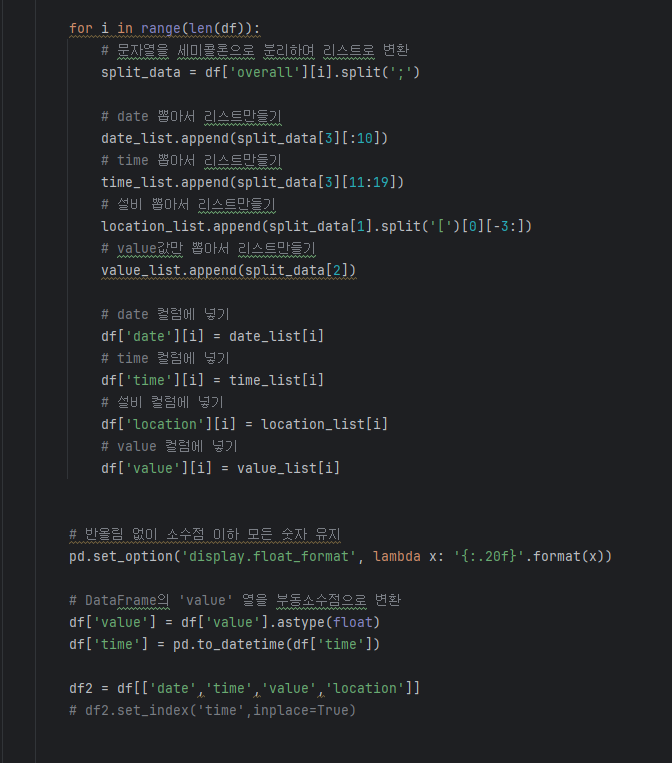 for i in range(len(df)):
# 문자열을 세미콜론으로 분리하여 리스트로 변환
split_data = df['overall'][i].split(';')
# date 뽑아서 리스트만들기
date_list.append(split_data[3][:10])
# time 뽑아서 리스트만들기
time_list.append(split_data[3][11:19])
# 설비 뽑아서 리스트만들기
location_list.append(split_data[1].split('[')[0][-3:])
# value값만 뽑아서 리스트만들기
value_list.append(split_data[2])
# date 컬럼에 넣기
df['date'][i] = date_list[i]
# time 컬럼에 넣기
df['time'][i] = time_list[i]
# 설비 컬럼에 넣기
df['location'][i] = location_list[i]
# value 컬럼에 넣기
df['value'][i] = value_list[i]
# 반올림 없이 소수점 이하 모든 숫자 유지
pd.set_option('display.float_format', lambda x: '{:.20f}'.format(x))
# DataFrame의 'value' 열을 부동소수점으로 변환
df['value'] = df['value'].astype(float)
df['time'] = pd.to_datetime(df['time'])
df2 = df[['date','time','value','location']]
# df2.set_index('time',inplace=True)